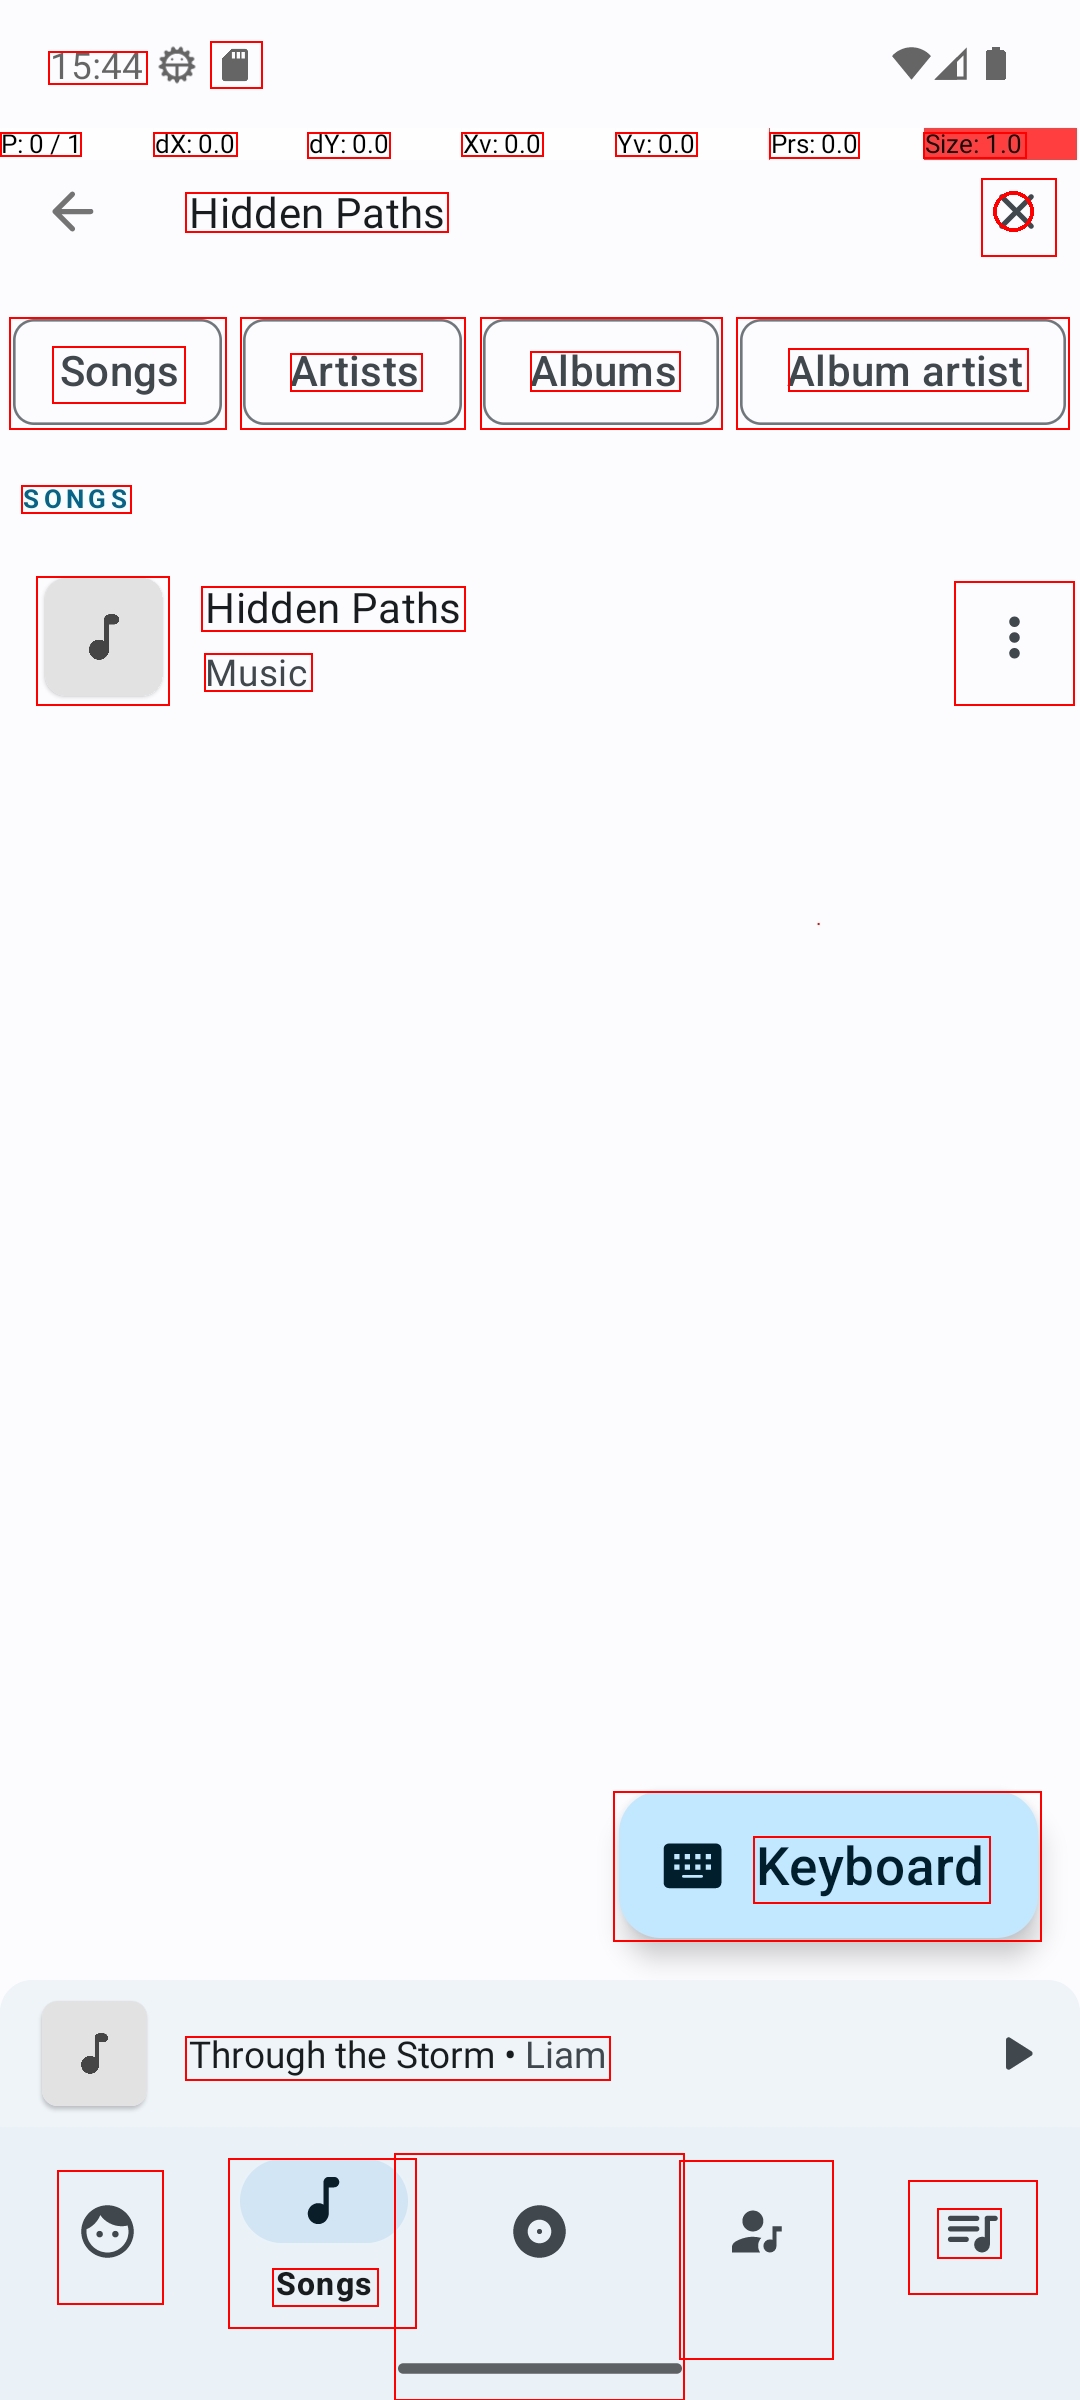 15:44
P: 0 / 1 dX: 0.0 dY: 0.0 Xv: 0.0 Yv: 0.0 Prs: 0.0 Size: 1.0
Hidden Paths
Songs Artists Albums Album artist
SONGS
Hidden Paths
Music
Keyboard
Through the Storm • Liam
Songs